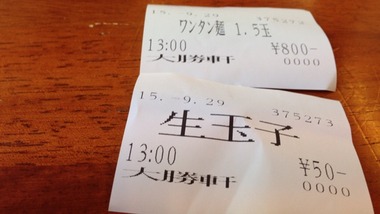 15.-9.29 375273
ワンタン麺 1.5玉
13:00 ¥800-
大勝軒 0000
15.-9.29 375273
生玉子
13:00 ¥50-
大勝軒 0000